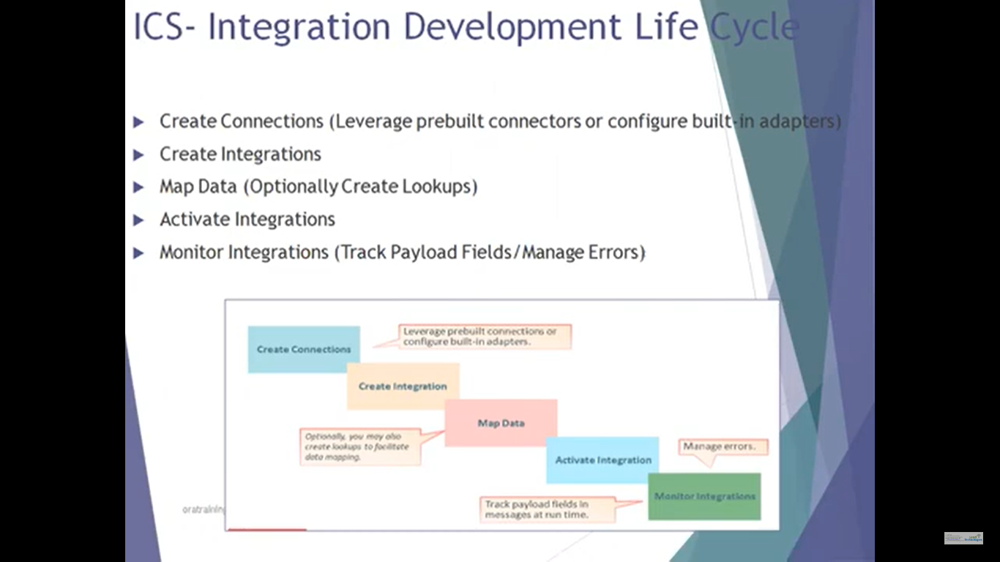 ICS- Integration Development Life Cycle
Create Connections (Leverage prebuilt connectors or configure built-in adapters)
Create Integrations
Map Data (Optionally Create Lookups)
Activate Integrations
Monitor Integrations (Track Payload Fields/Manage Errors)
Create Connections
Leverage prebuilt connections or
configure built-in adapters.
Create Integration
Map Data
Optionally, you may also
create lookups to facilitate
data mapping.
Activate Integration
Manage errors.
Monitor Integrations
Track payload fields in
messages at run time.
oratraining